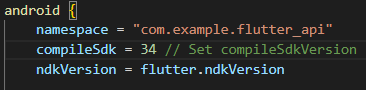 android {
    namespace = "com.example.flutter_api"
    compileSdk = 34 // Set compileSdkVersion
    ndkVersion = flutter.ndkVersion